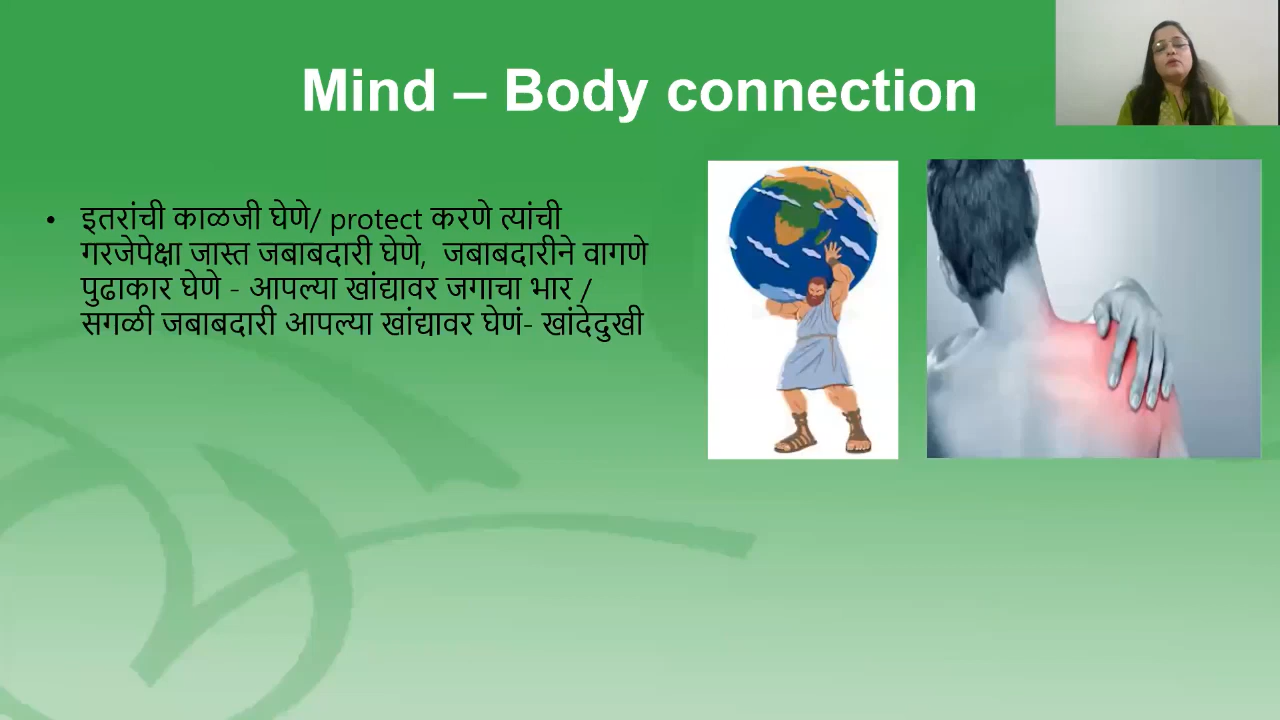 Mind – Body connection
• इतरांची काळजी घेणे/ protect करणे त्यांची
गरजेपेक्षा जास्त जबाबदारी घेणे, जबाबदारीने वागणे
पुढाकार घेणे - आपल्या खांद्यावर जगाचा भार /
सगळी जबाबदारी आपल्या खांद्यावर घेणं- खांदेदुखी